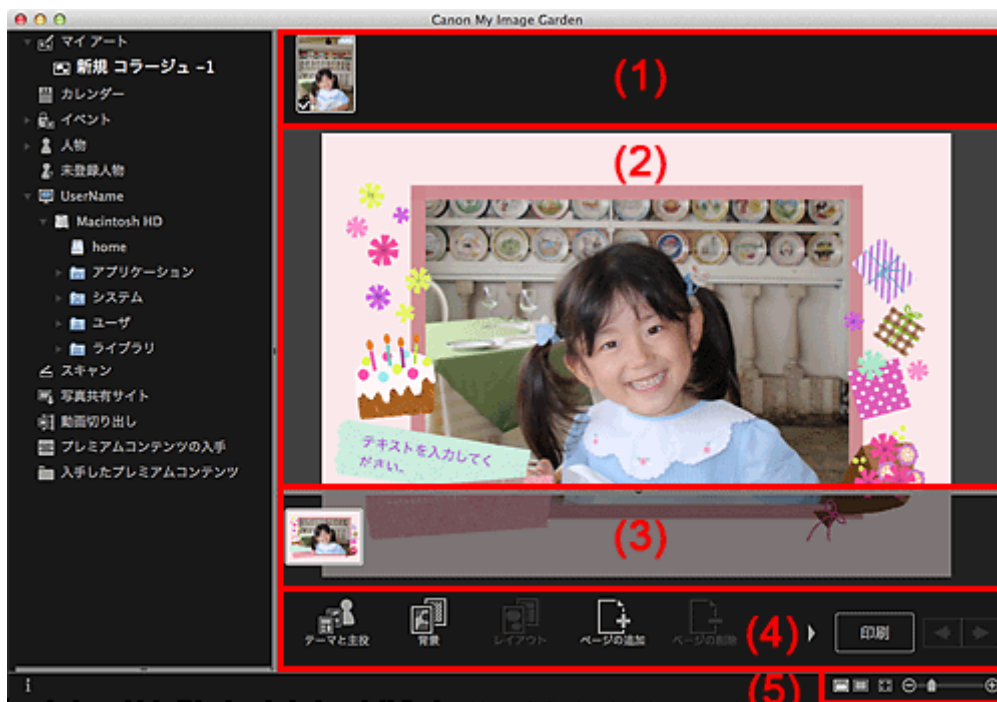 Canon My Image Garden
マイ アート
新規 コラージュ -1
カレンダー
イベント
人物
未登録人物
UserName
Macintosh HD
home
アプリケーション
システム
ユーザ
ライブラリ
スキャン
写真共有サイト
動画切り出し
プレミアムコンテンツの入手
入手したプレミアムコンテンツ
(1)
(2)
テキストを入力してく
ださい。
(3)
テーマと主役
背景
レイアウト
ページの追加
ページの削除
(4)
印刷
(5)